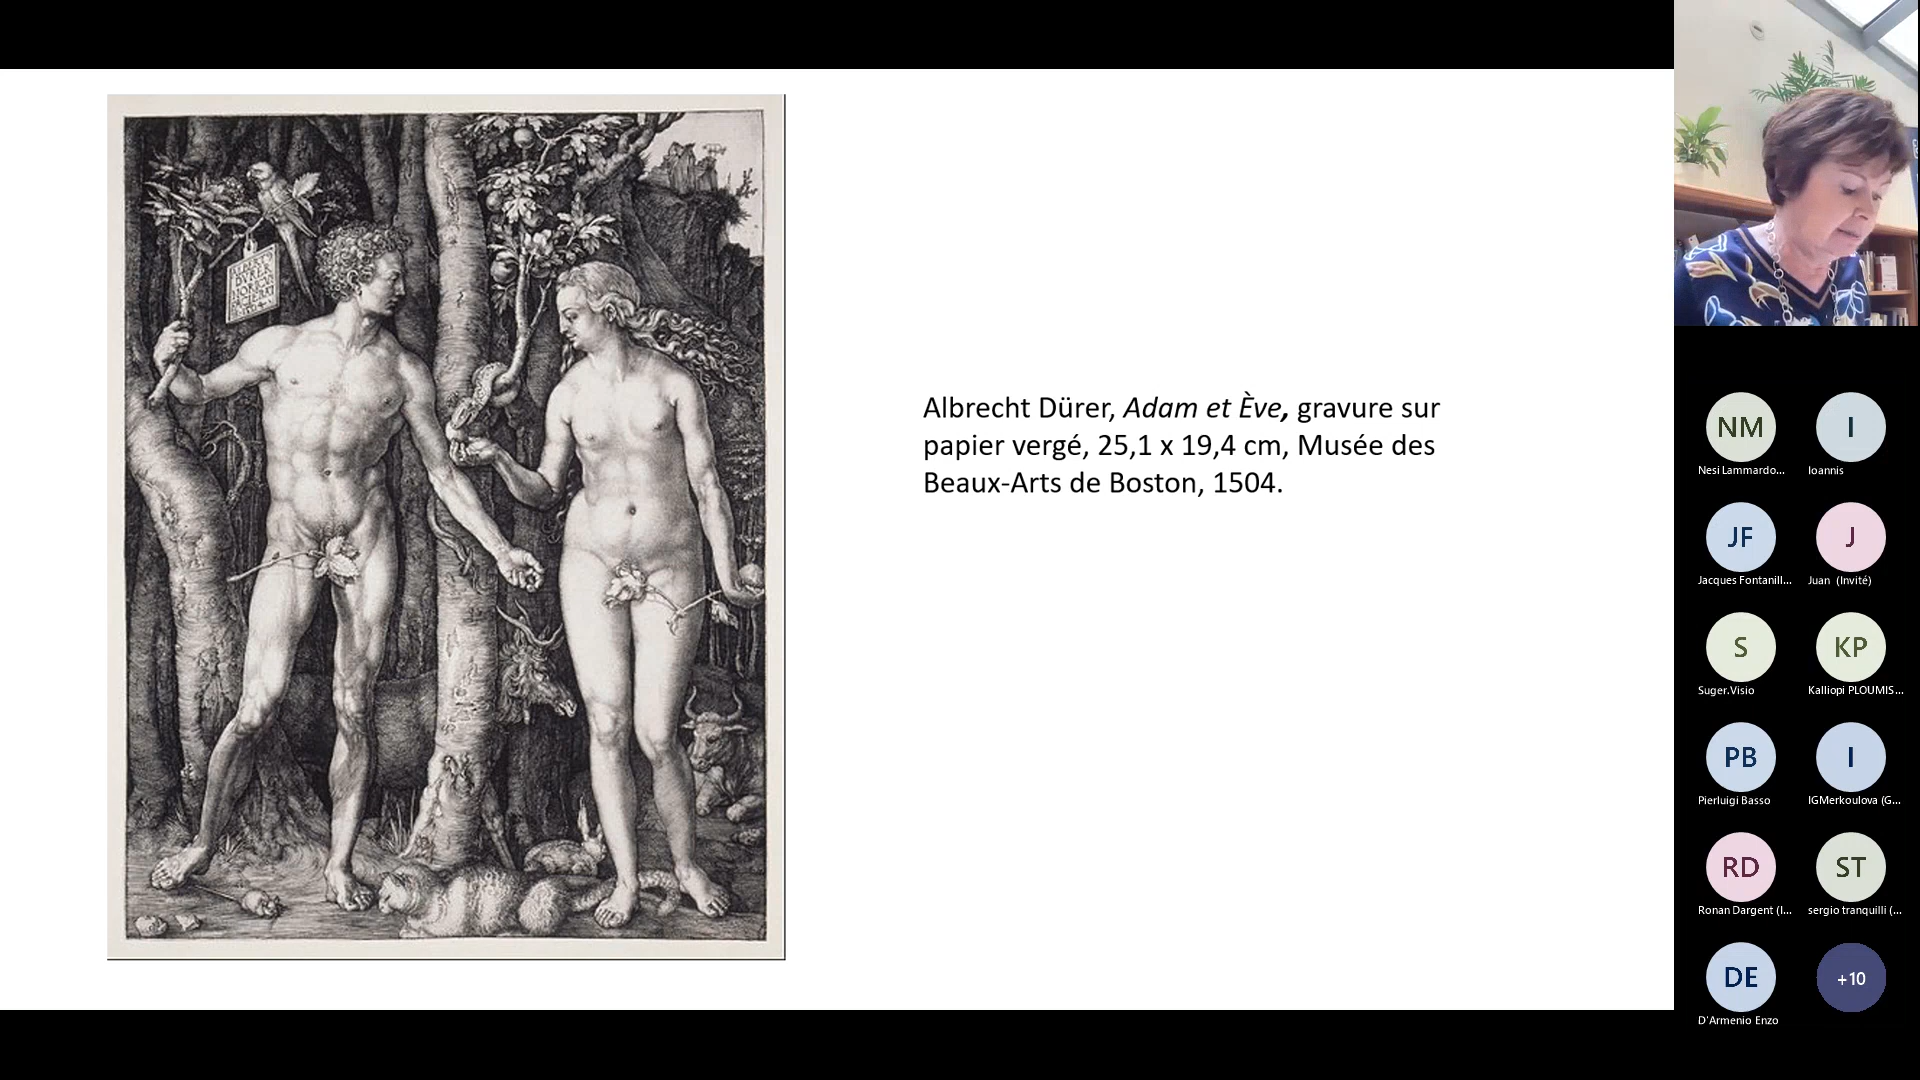 Albrecht Dürer, Adam et Ève, gravure sur
papier vergé, 25,1 x 19,4 cm, Musée des
Beaux-Arts de Boston, 1504.
NM
Nesi Lammardo...
I
Ioannis
JF
Jacques Fontanill...
J
Juan (Invité)
S
Suger.Visio
KP
Kalliopi PLOUMIS...
PB
Pierluigi Basso
I
IGMerkoulova (G...
RD
Ronan Dargent (I...
ST
sergio tranquilli (...
DE
D'Armenio Enzo
+10